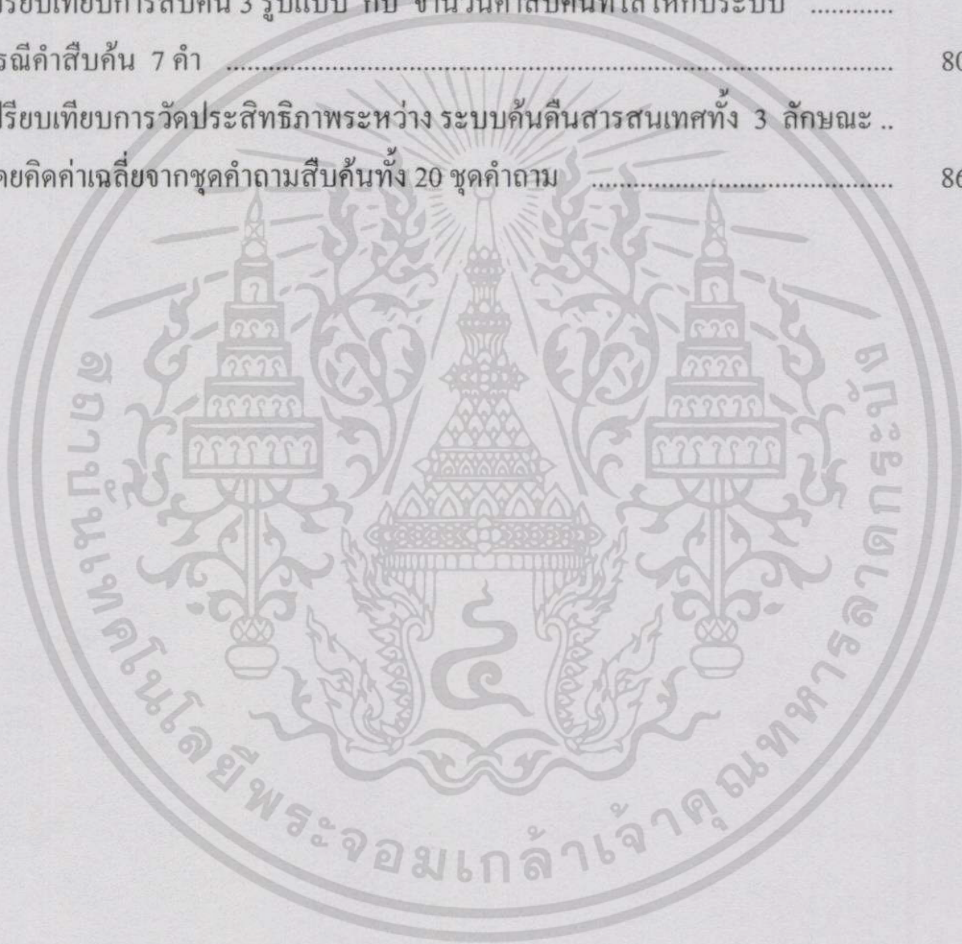 รียบเทียบการสืบค้น 3 รูปแบบ กับ จำนวนคำสืบค้นที่ใส่ให้กับระบบ ............
รณีคำสืบค้น 7 คำ ........................................................................ 80
ปรียบเทียบการวัดประสิทธิภาพระหว่าง ระบบค้นคืนสารสนเทศทั้ง 3 ลักษณะ ..
ดยคิดค่าเฉลี่ยจากชุดคำถามสืบค้นทั้ง 20 ชุดคำถาม ................................ 86
สถาบันเทคโนโลยีพระจอมเกล้าเจ้าคุณทหารลาดกระบัง